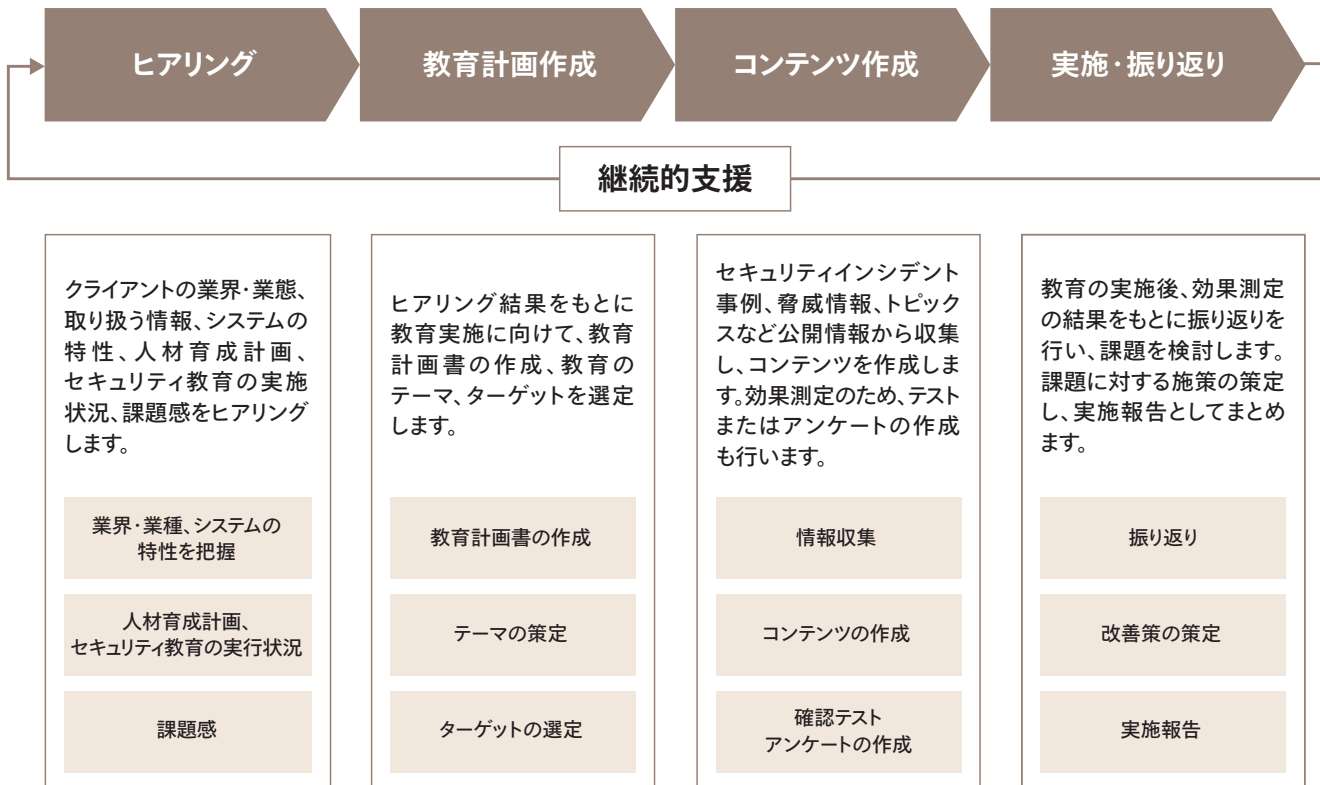 ヒアリング
教育計画作成
コンテンツ作成
実施・振り返り
継続的支援
クライアントの業界・業態、
取り扱う情報、システムの
特性、人材育成計画、
セキュリティ教育の実施
状況、課題感をヒアリング
します。
業界・業種、システムの
特性を把握
人材育成計画、
セキュリティ教育の実行状況
課題感
ヒアリング結果をもとに
教育実施に向けて、教育
計画書の作成、教育の
テーマ、ターゲットを選定
します。
教育計画書の作成
テーマの策定
ターゲットの選定
セキュリティインシデント
事例、脅威情報、トピック
スなど公開情報から収集
し、コンテンツを作成しま
す。効果測定のため、テスト
またはアンケートの作成
も行います。
情報収集
コンテンツの作成
確認テスト
アンケートの作成
教育の実施後、効果測定
の結果をもとに振り返りを
行い、課題を検討します。
課題に対する施策の策定
し、実施報告としてまとめ
ます。
振り返り
改善策の策定
実施報告